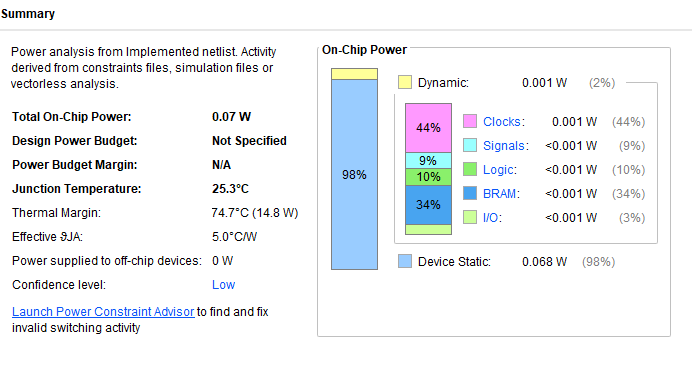 Summary
Power analysis from Implemented netlist. Activity
derived from constraints files, simulation files or
vectorless analysis.
Total On-Chip Power: 0.07 W
Design Power Budget: Not Specified
Power Budget Margin: N/A
Junction Temperature: 25.3°C
Thermal Margin: 74.7°C (14.8 W)
Effective ϑJA: 5.0°C/W
Power supplied to off-chip devices: 0 W
Confidence level: Low
Launch Power Constraint Advisor to find and fix
invalid switching activity
On-Chip Power
98%
Dynamic: 0.001 W (2%)
44%
9%
10%
34%
Clocks: 0.001 W (44%)
Signals: <0.001 W (9%)
Logic: <0.001 W (10%)
BRAM: <0.001 W (34%)
I/O: <0.001 W (3%)
Device Static: 0.068 W (98%)